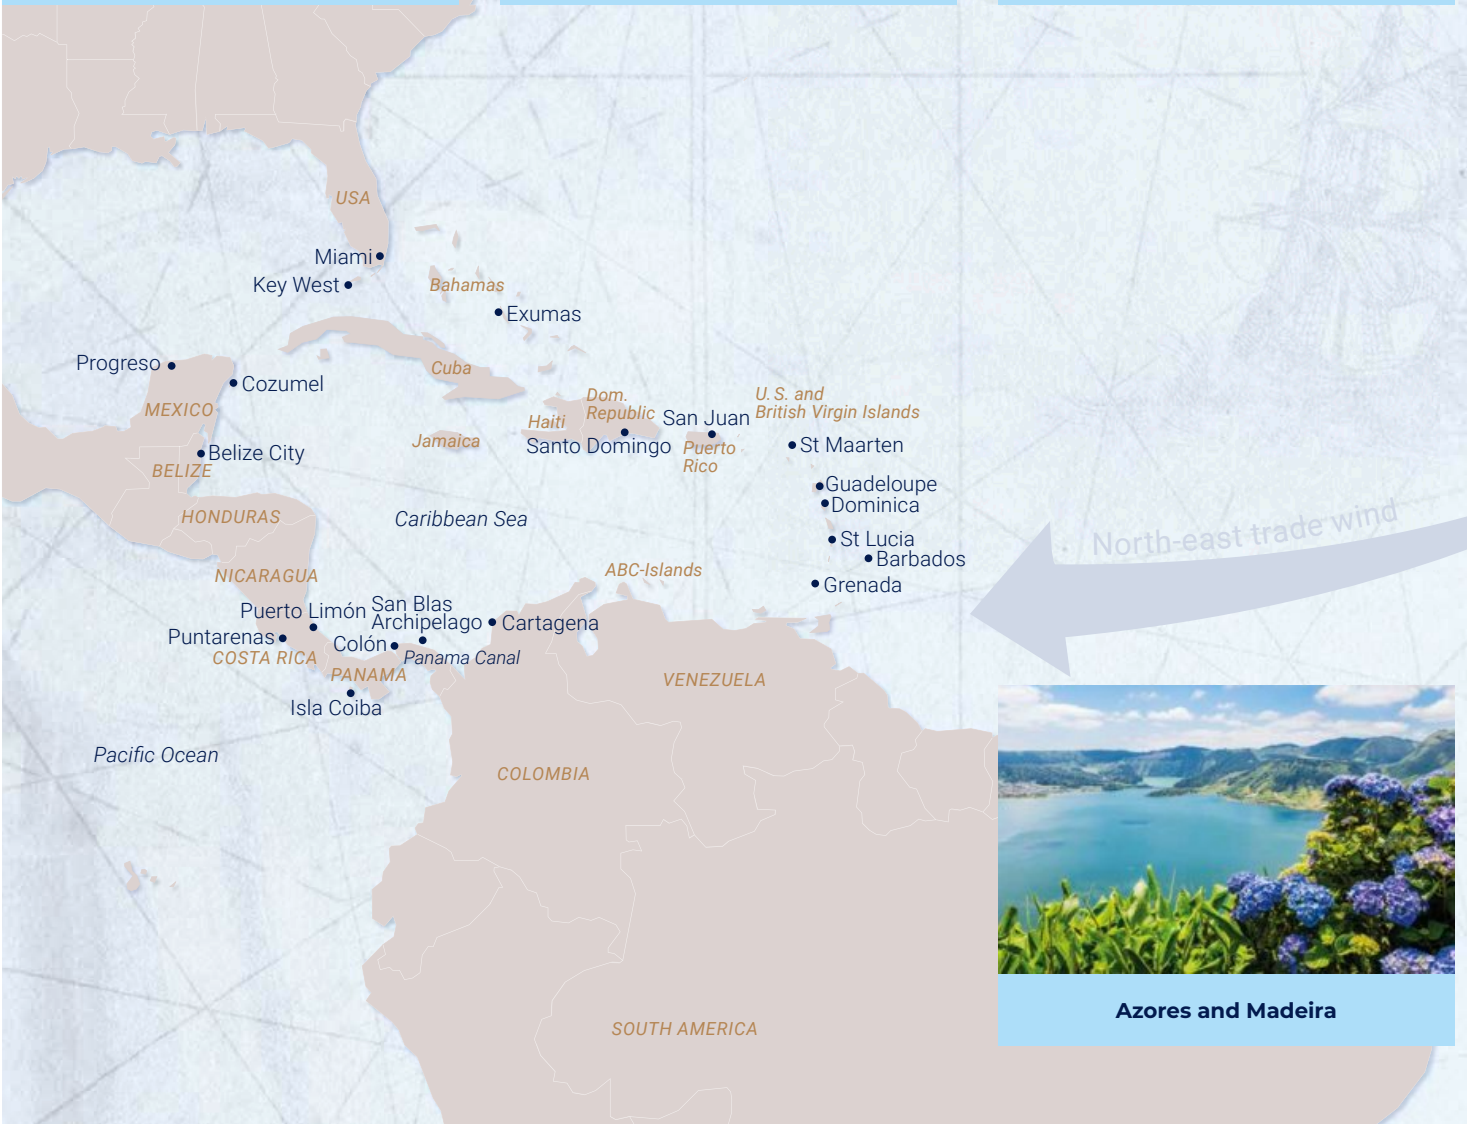 USA
Miami
Key West
Bahamas
Exumas
Progreso
Cozumel
Cuba
MEXICO
Dom.
Republic
U.S. and
British Virgin Islands
Haiti
San Juan
Jamaica
Santo Domingo
Puerto
Rico
St Maarten
Belize City
BELIZE
Guadeloupe
Dominica
HONDURAS
Caribbean Sea
North-east trade wind
St Lucia
Barbados
NICARAGUA
ABC-Islands
Grenada
Puerto Limón
San Blas
Archipelago
Cartagena
Puntarenas
Colón
COSTA RICA
Panama Canal
PANAMA
VENEZUELA
Isla Coiba
Pacific Ocean
COLOMBIA
Azores and Madeira
SOUTH AMERICA